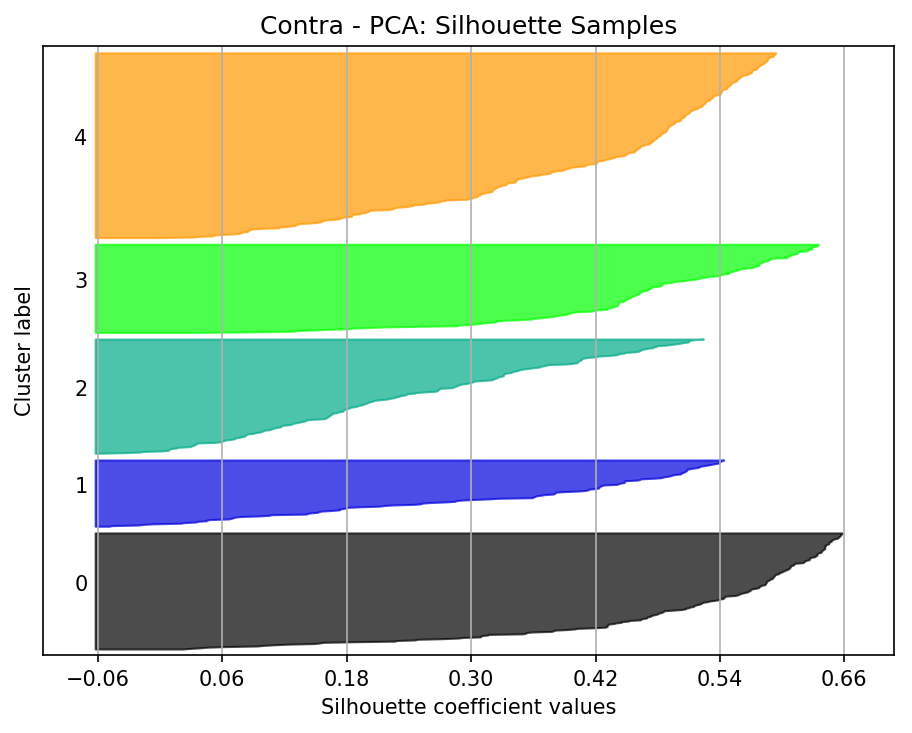 Contra - PCA: Silhouette Samples
4
3
2
1
0
Cluster label
−0.06 0.06 0.18 0.30 0.42 0.54 0.66
Silhouette coefficient values